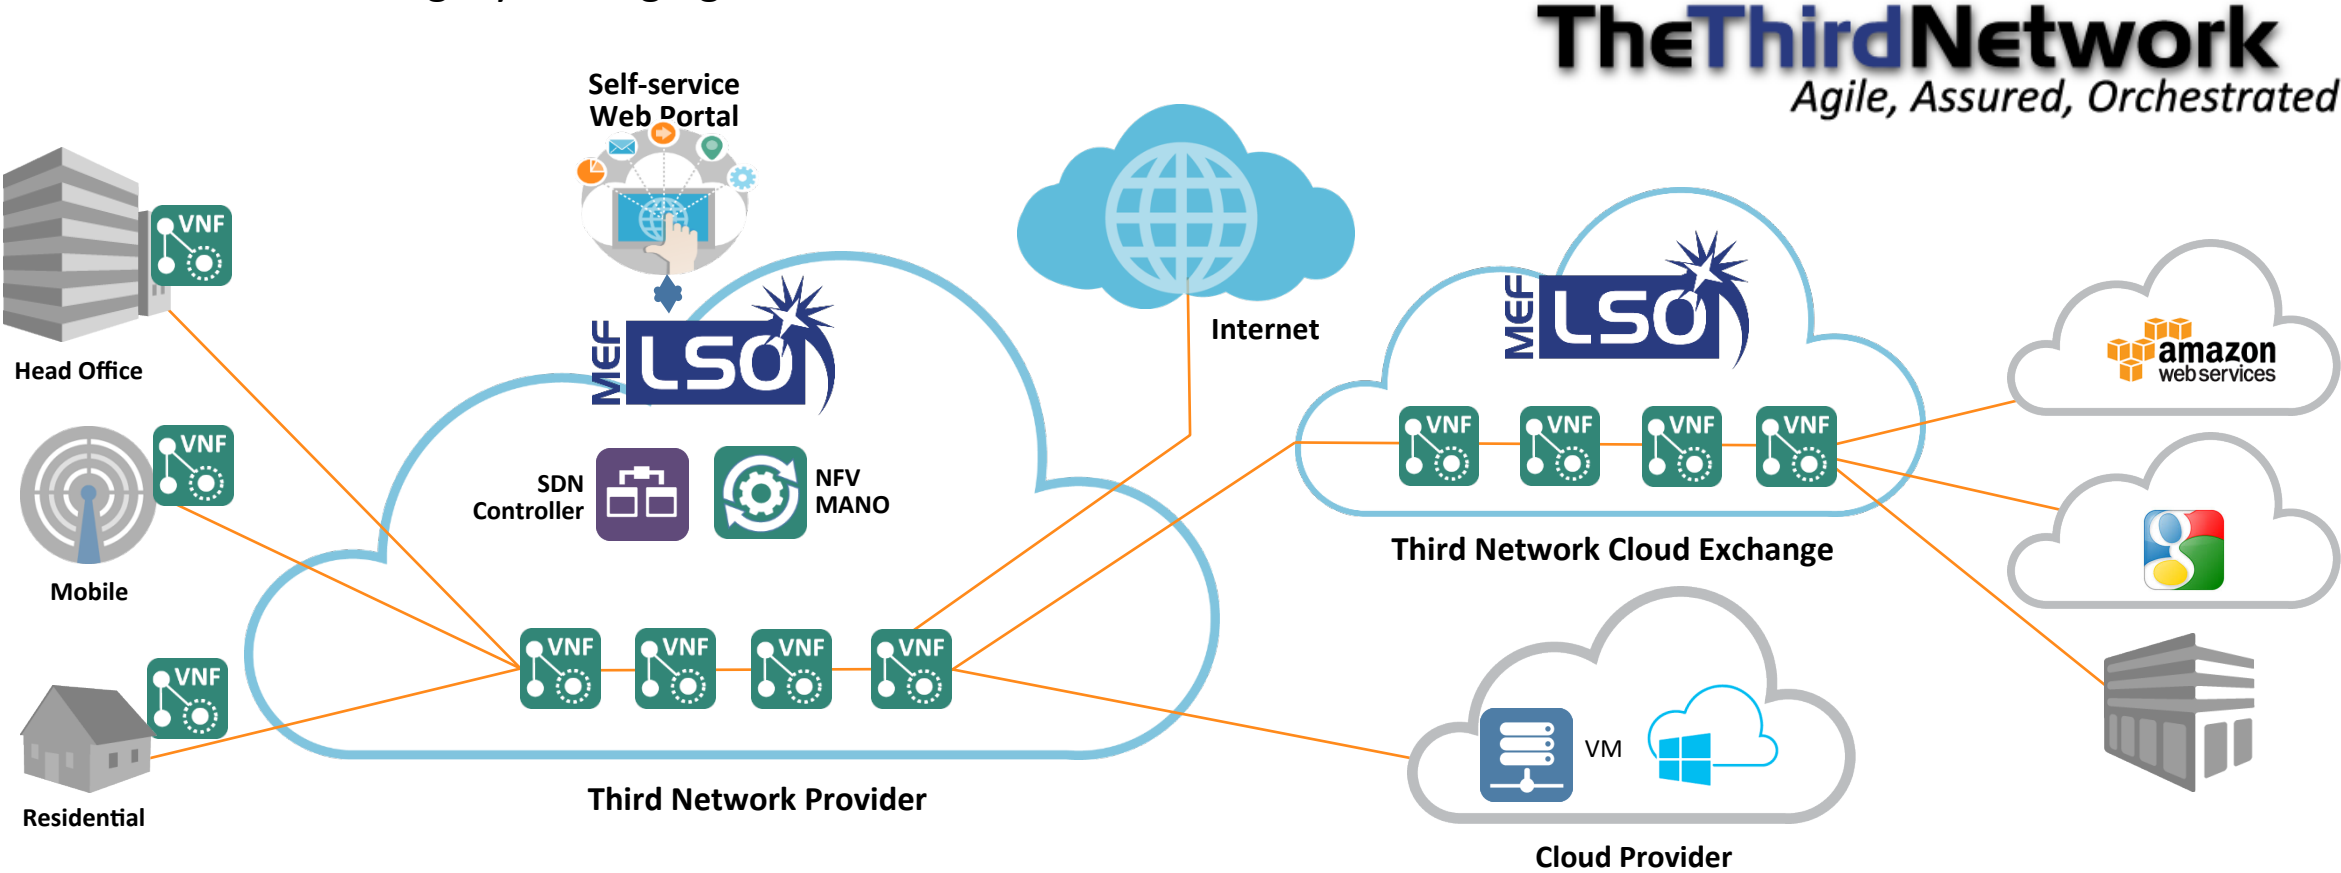 TheThirdNetwork
Agile, Assured, Orchestrated
Self-service
Web Portal
VNF
Head Office
MEF
LSO
Internet
MEF
LSO
amazon
web services
VNF
Mobile
SDN
Controller
NFV
MANO
VNF
VNF
VNF
VNF
Third Network Cloud Exchange
g
VNF
Residential
VNF
VNF
VNF
VNF
Third Network Provider
VM
Cloud Provider